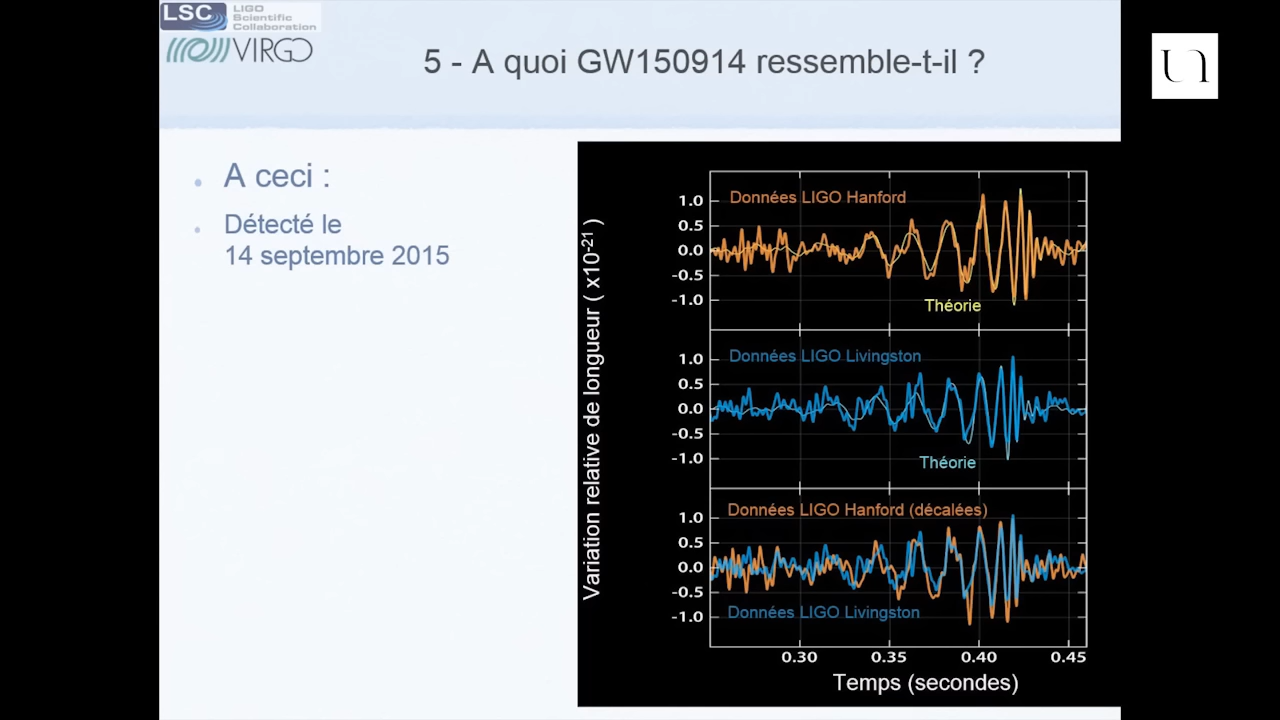 LSC
LIGO
Scientific
Collaboration
VIRGO
5 - A quoi GW150914 ressemble-t-il ?
A ceci :
Détecté le
14 septembre 2015
Variation relative de longueur ( x10-21 )
Données LIGO Hanford
1.0
0.5
0.0
-0.5
-1.0
Théorie
Données LIGO Livingston
1.0
0.5
0.0
-0.5
-1.0
Théorie
Données LIGO Hanford (décalées)
1.0
0.5
0.0
-0.5
-1.0
Données LIGO Livingston
0.30 0.35 0.40 0.45
Temps (secondes)